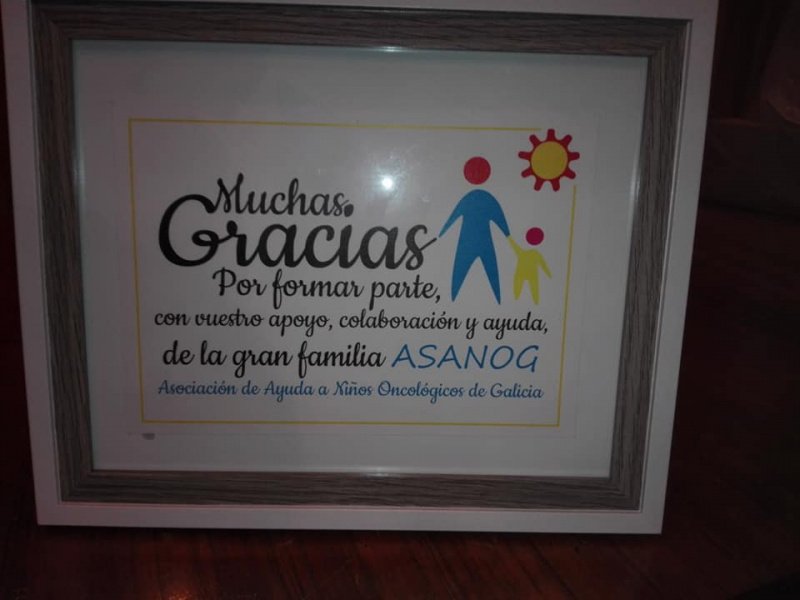 Muchas
Gracias
Por formar parte,
con vuestro apoyo, colaboración y ayuda,
de la gran familia ASANOG
Asociación de Ayuda a Niños Oncológicos de Galicia